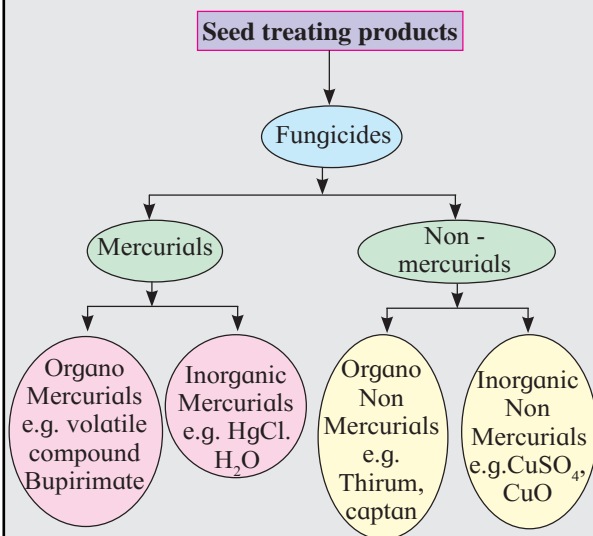 Seed treating products
Fungicides
Mercurials
Non -
mercurials
Organo
Mercurials
e.g. volatile
compound
Bupirimate
Inorganic
Mercurials
e.g. HgCl.
H₂O
Organo
Non
Mercurials
e.g.
Thirum,
captan
Inorganic
Non
Mercurials
e.g.CuSO₄,
CuO